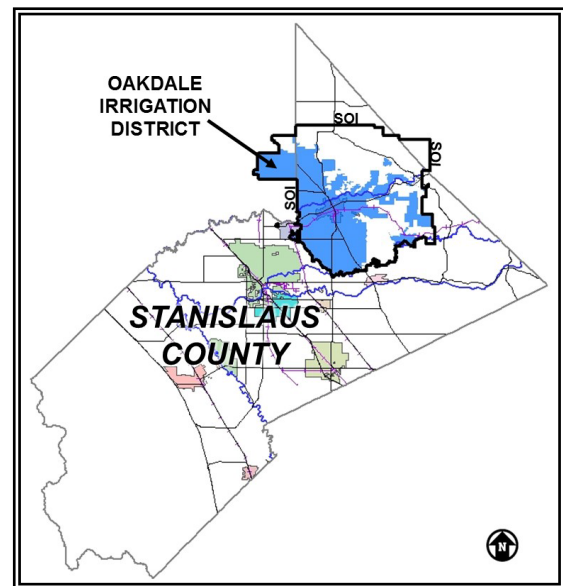 OAKDALE
IRRIGATION
DISTRICT
SOI
SOI
SOI
STANISLAUS
COUNTY
N